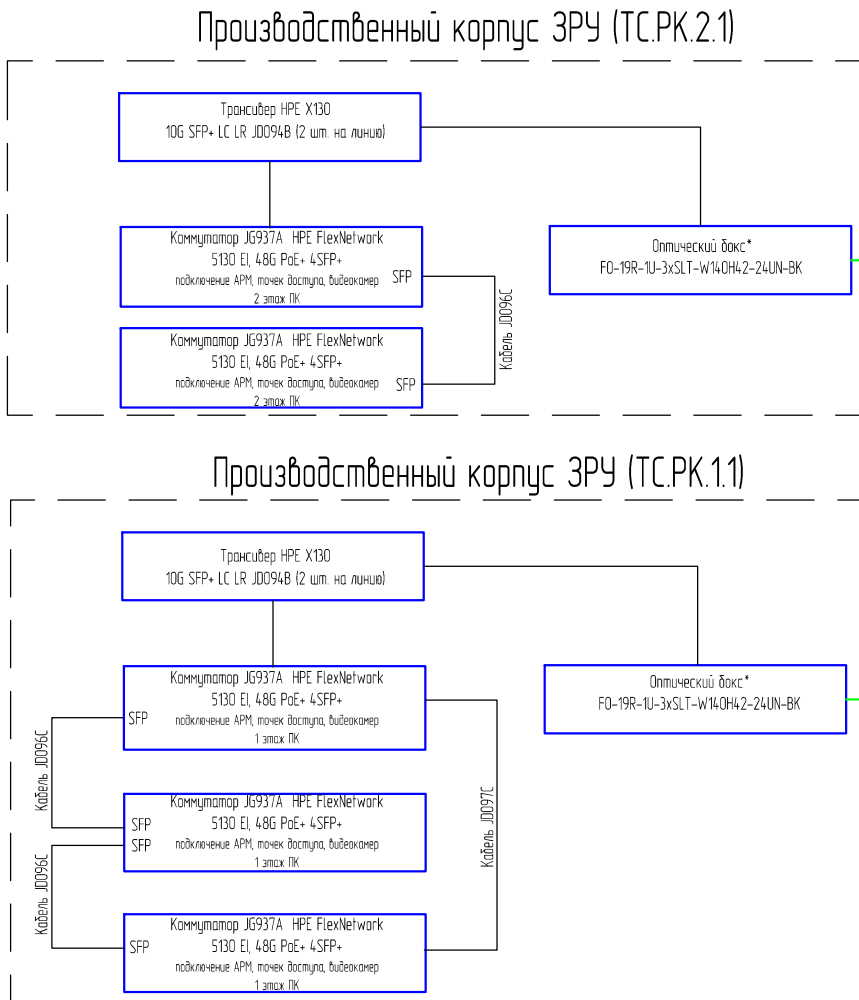 Производственный корпус ЗРУ (ТС.РК.2.1)
Трансивер HPE X130
10G SFP+ LC LR JD094B (2 шт. на линию)
Коммутатор JG937A HPE FlexNetwork
5130 EI, 48G PoE+ 4SFP+
подключение АРМ, точек доступа, видеокамер
2 этаж ПК
SFP
Оптический бокс*
FO-19R-1U-3xSLT-W140H42-24UN-BK
Кабель JD096C
Коммутатор JG937A HPE FlexNetwork
5130 EI, 48G PoE+ 4SFP+
подключение АРМ, точек доступа, видеокамер
2 этаж ПК
SFP
Производственный корпус ЗРУ (ТС.РК.1.1)
Трансивер HPE X130
10G SFP+ LC LR JD094B (2 шт. на линию)
Коммутатор JG937A HPE FlexNetwork
5130 EI, 48G PoE+ 4SFP+
SFP
подключение АРМ, точек доступа, видеокамер
1 этаж ПК
Оптический бокс*
FO-19R-1U-3xSLT-W140H42-24UN-BK
Кабель JD096C
Кабель JD097C
Коммутатор JG937A HPE FlexNetwork
5130 EI, 48G PoE+ 4SFP+
SFP
SFP
подключение АРМ, точек доступа, видеокамер
1 этаж ПК
Кабель JD096C
Коммутатор JG937A HPE FlexNetwork
5130 EI, 48G PoE+ 4SFP+
SFP
подключение АРМ, точек доступа, видеокамер
1 этаж ПК